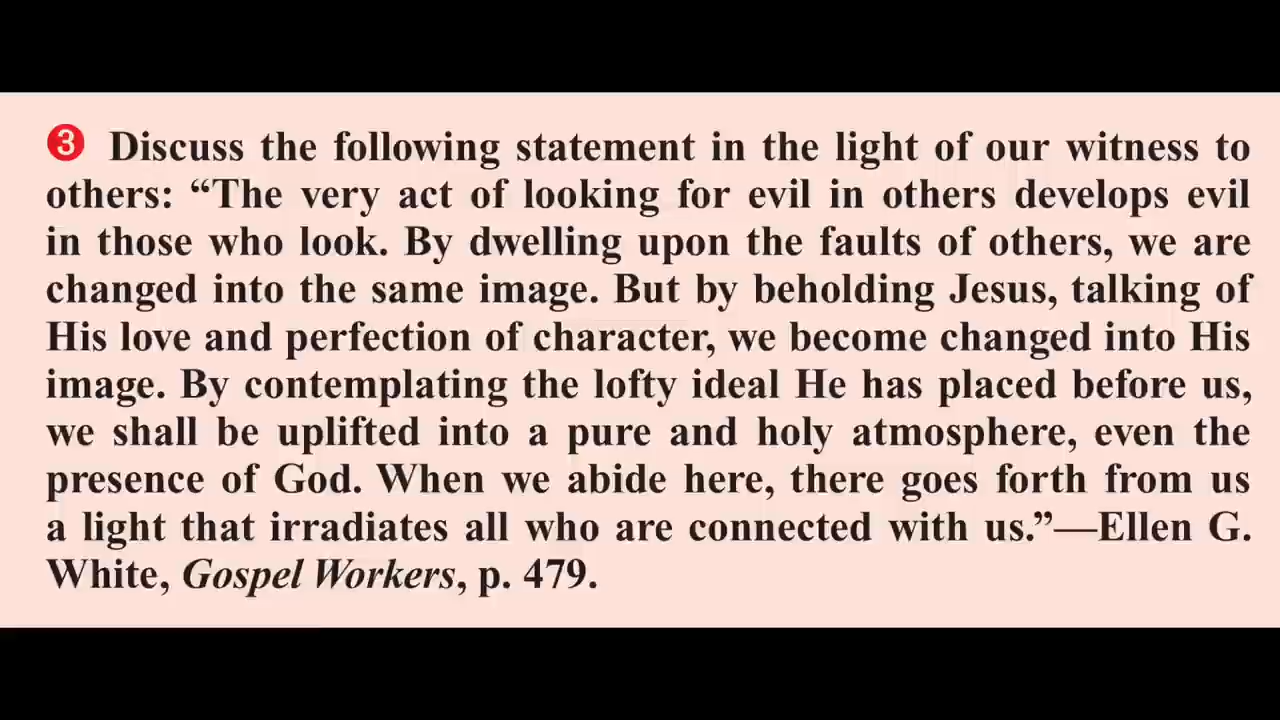 3 Discuss the following statement in the light of our witness to
others: “The very act of looking for evil in others develops evil
in those who look. By dwelling upon the faults of others, we are
changed into the same image. But by beholding Jesus, talking of
His love and perfection of character, we become changed into His
image. By contemplating the lofty ideal He has placed before us,
we shall be uplifted into a pure and holy atmosphere, even the
presence of God. When we abide here, there goes forth from us
a light that irradiates all who are connected with us.”—Ellen G.
White, Gospel Workers, p. 479.